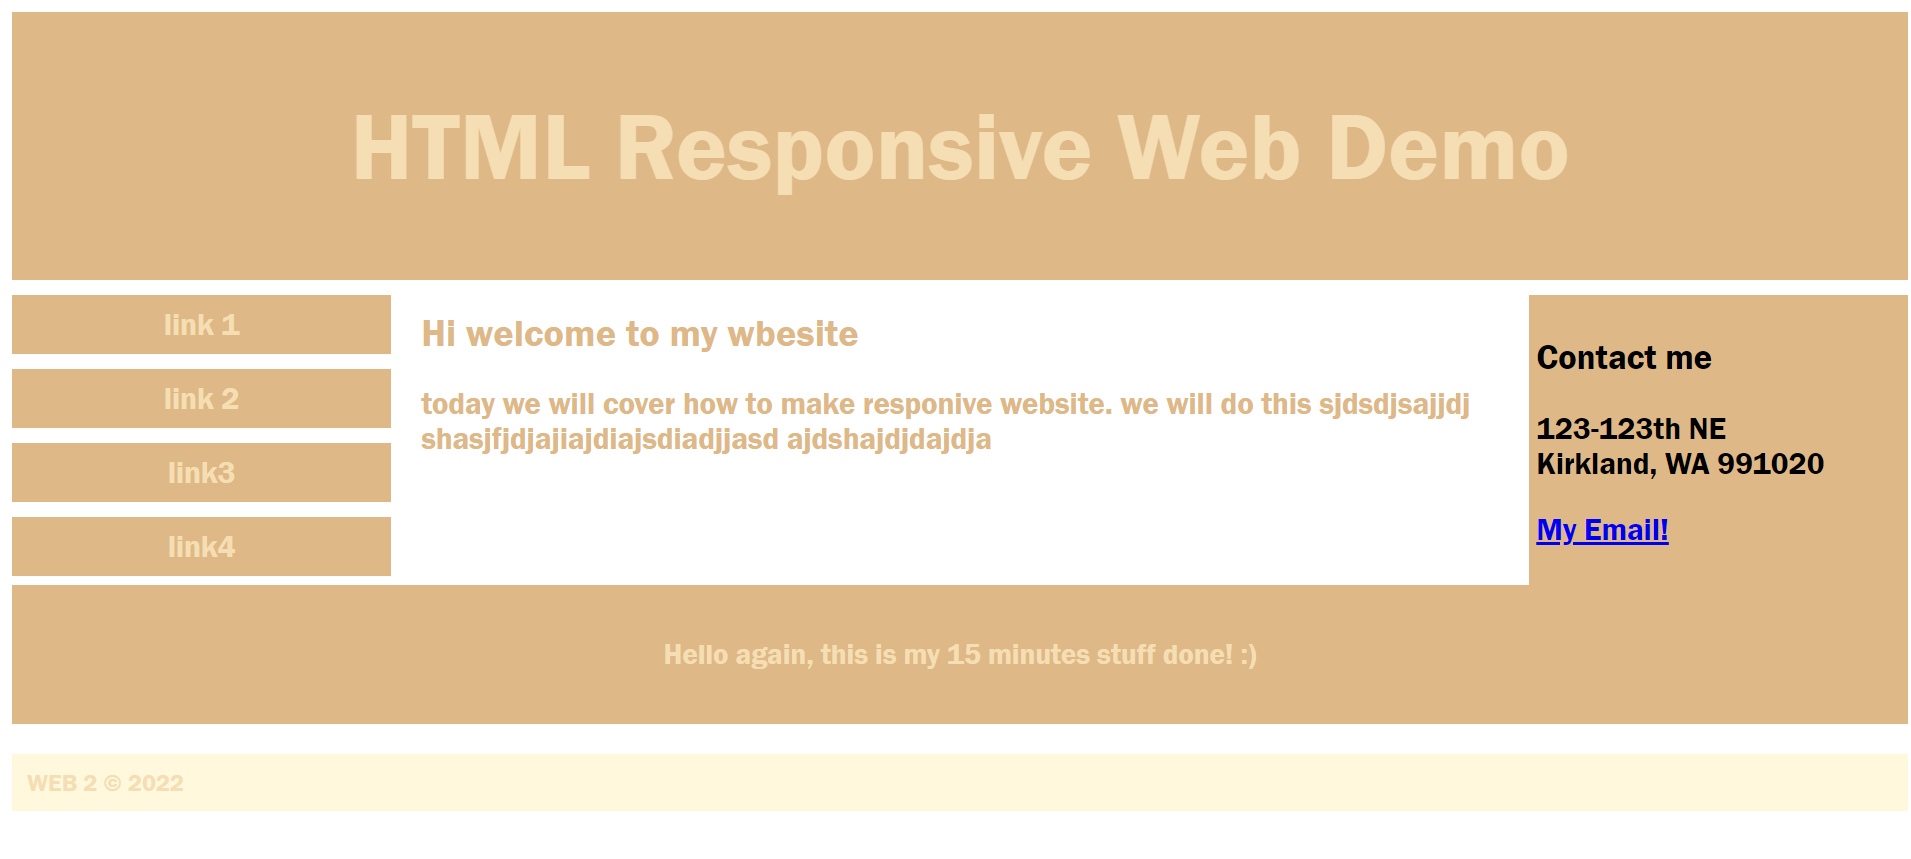 HTML Responsive Web Demo
link 1
link 2
link3
link4
Hi welcome to my wbesite
today we will cover how to make responive website. we will do this sjdsdjsajjdj
shasjfjdjajiajdiajsdiadjjasd ajdshajdjdajdja
Contact me
123-123th NE
Kirkland, WA 991020
My Email!
Hello again, this is my 15 minutes stuff done! :)
WEB 2 © 2022